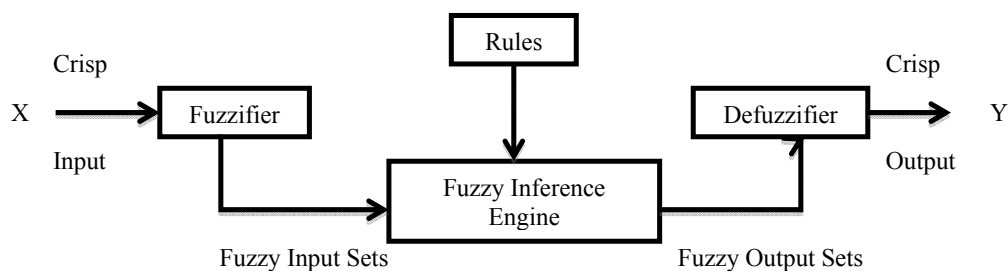 Rules
Crisp
Crisp
X
Fuzzifier
Defuzzifier
Y
Input
Output
Fuzzy Inference
Engine
Fuzzy Input Sets
Fuzzy Output Sets